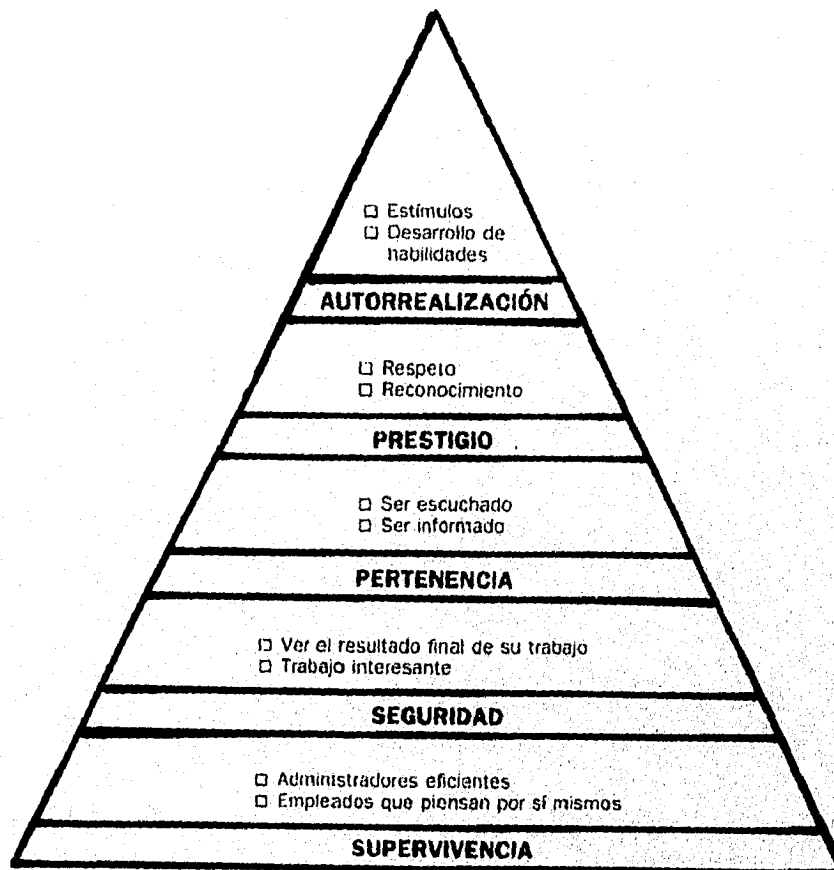 □ Estímulos
□ Desarrollo de
habilidades
AUTORREALIZACIÓN
□ Respeto
□ Reconocimiento
PRESTIGIO
□ Ser escuchado
□ Ser informado
PERTENENCIA
□ Ver el resultado final de su trabajo
□ Trabajo interesante
SEGURIDAD
□ Administradores eficientes
□ Empleados que piensan por sí mismos
SUPERVIVENCIA